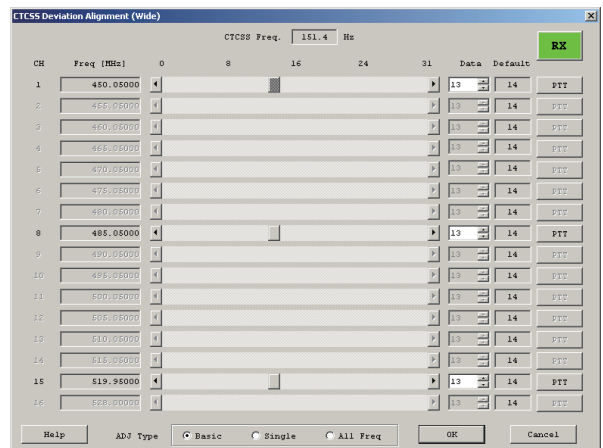 CTCSS Deviation Alignment (Wide)
CTCSS Freq. 151.4 Hz
RX
CH Freq [MHz] 0 8 16 24 31 Data Default
1 450.05000 13 14 PTT
2 455.05000 13 14 PTT
3 460.05000 13 14 PTT
4 465.05000 13 14 PTT
5 470.05000 13 14 PTT
6 475.05000 13 14 PTT
7 480.05000 13 14 PTT
8 485.05000 13 14 PTT
9 490.05000 13 14 PTT
10 495.05000 13 14 PTT
11 500.05000 13 14 PTT
12 505.05000 13 14 PTT
13 510.05000 13 14 PTT
14 515.05000 13 14 PTT
15 519.95000 13 14 PTT
16 528.00000 13 14 PTT
Help ADJ Type Basic Single All Freq OK Cancel